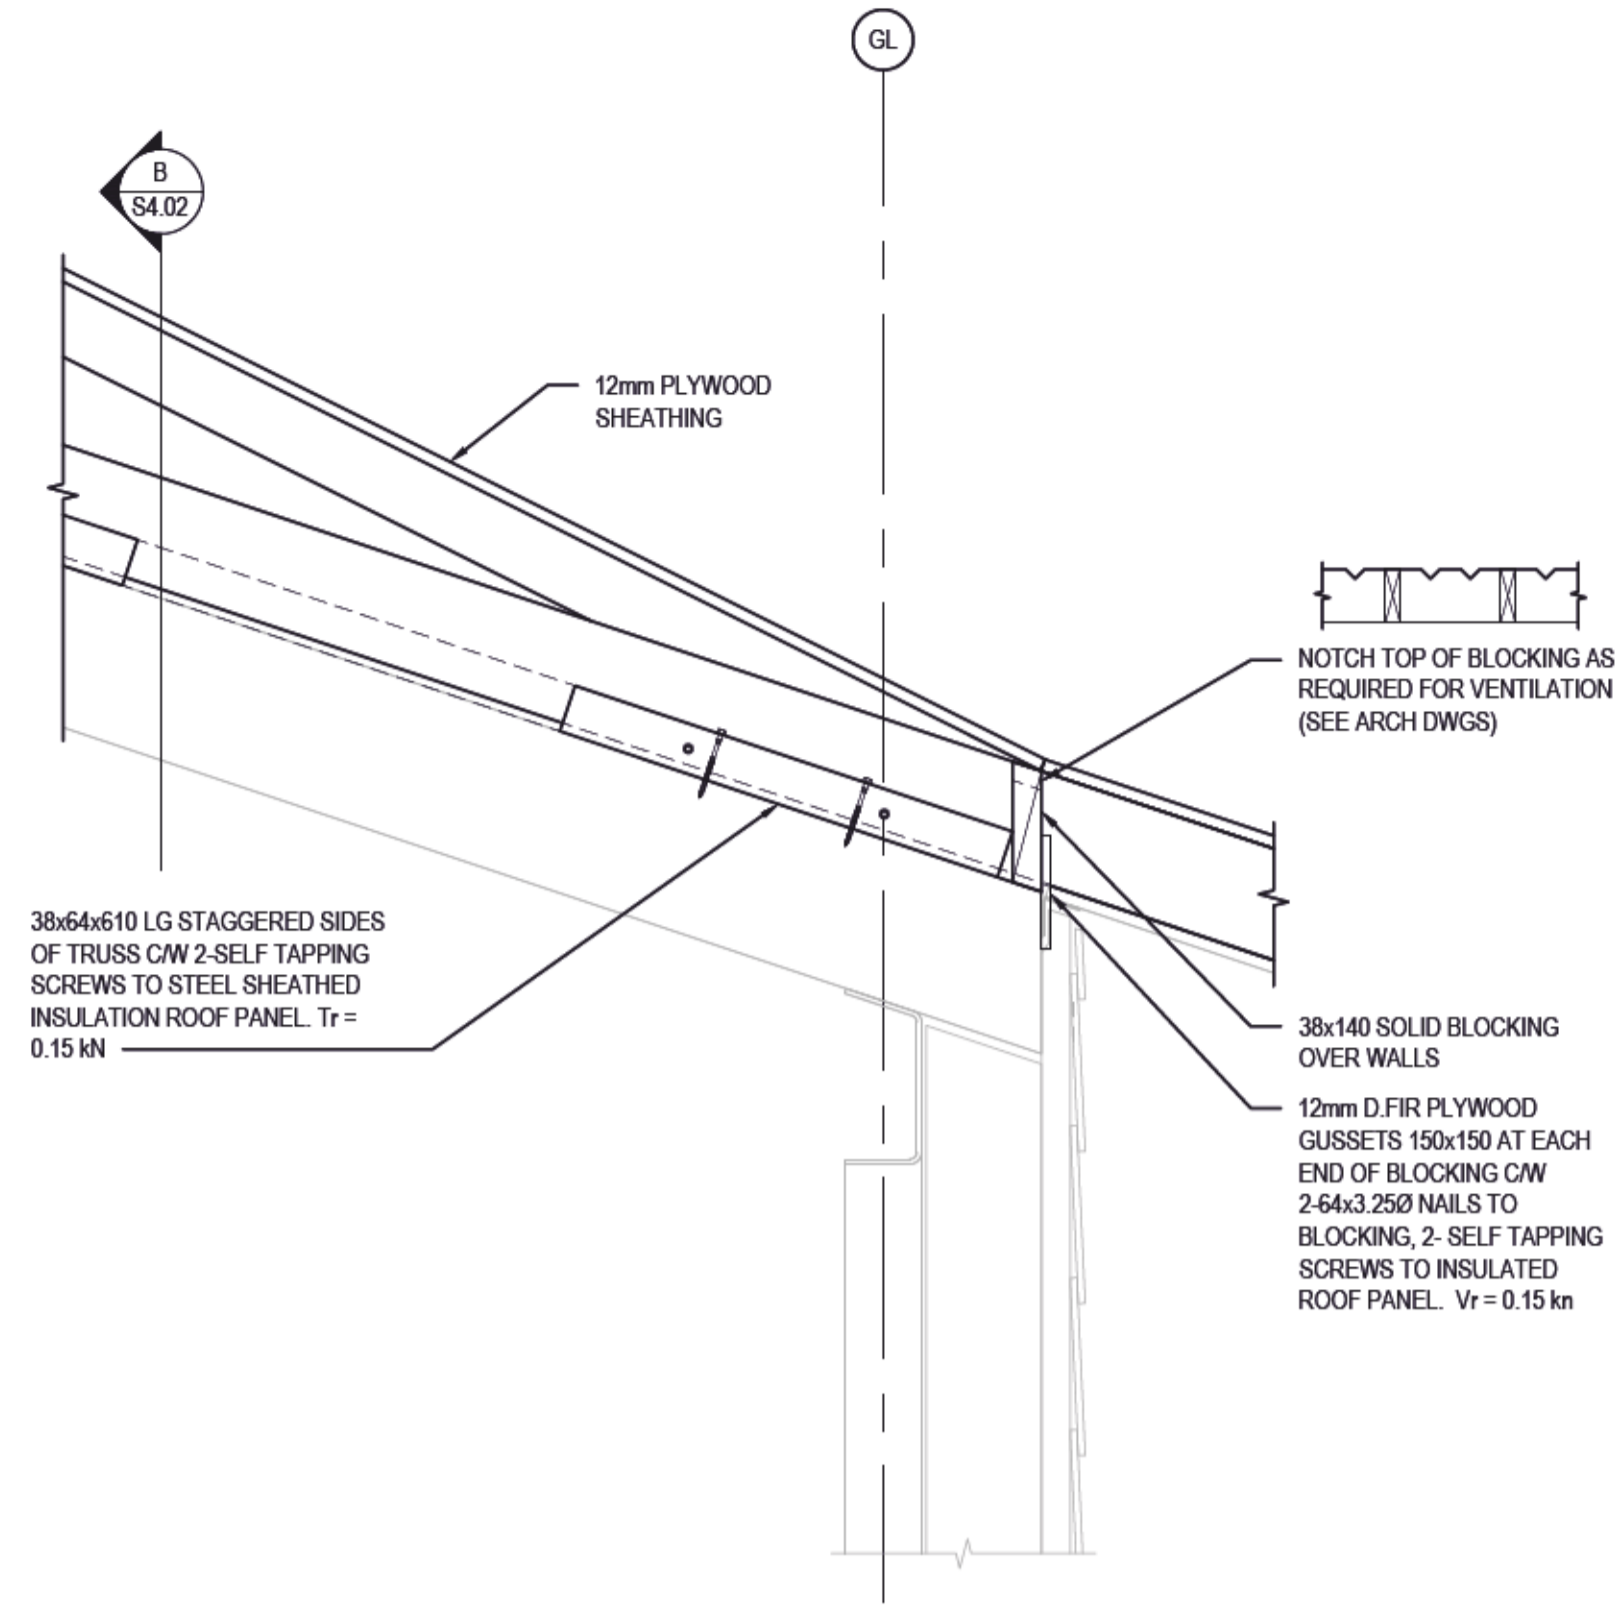 GL
B
S4.02
12mm PLYWOOD
SHEATHING
NOTCH TOP OF BLOCKING AS
REQUIRED FOR VENTILATION
(SEE ARCH DWGS)
38x64x610 LG STAGGERED SIDES
OF TRUSS C/W 2-SELF TAPPING
SCREWS TO STEEL SHEATHED
INSULATION ROOF PANEL. Tr =
0.15 kN
38x140 SOLID BLOCKING
OVER WALLS
12mm D.FIR PLYWOOD
GUSSETS 150x150 AT EACH
END OF BLOCKING C/W
2-64x3.25Ø NAILS TO
BLOCKING, 2- SELF TAPPING
SCREWS TO INSULATED
ROOF PANEL.  Vr = 0.15 kn